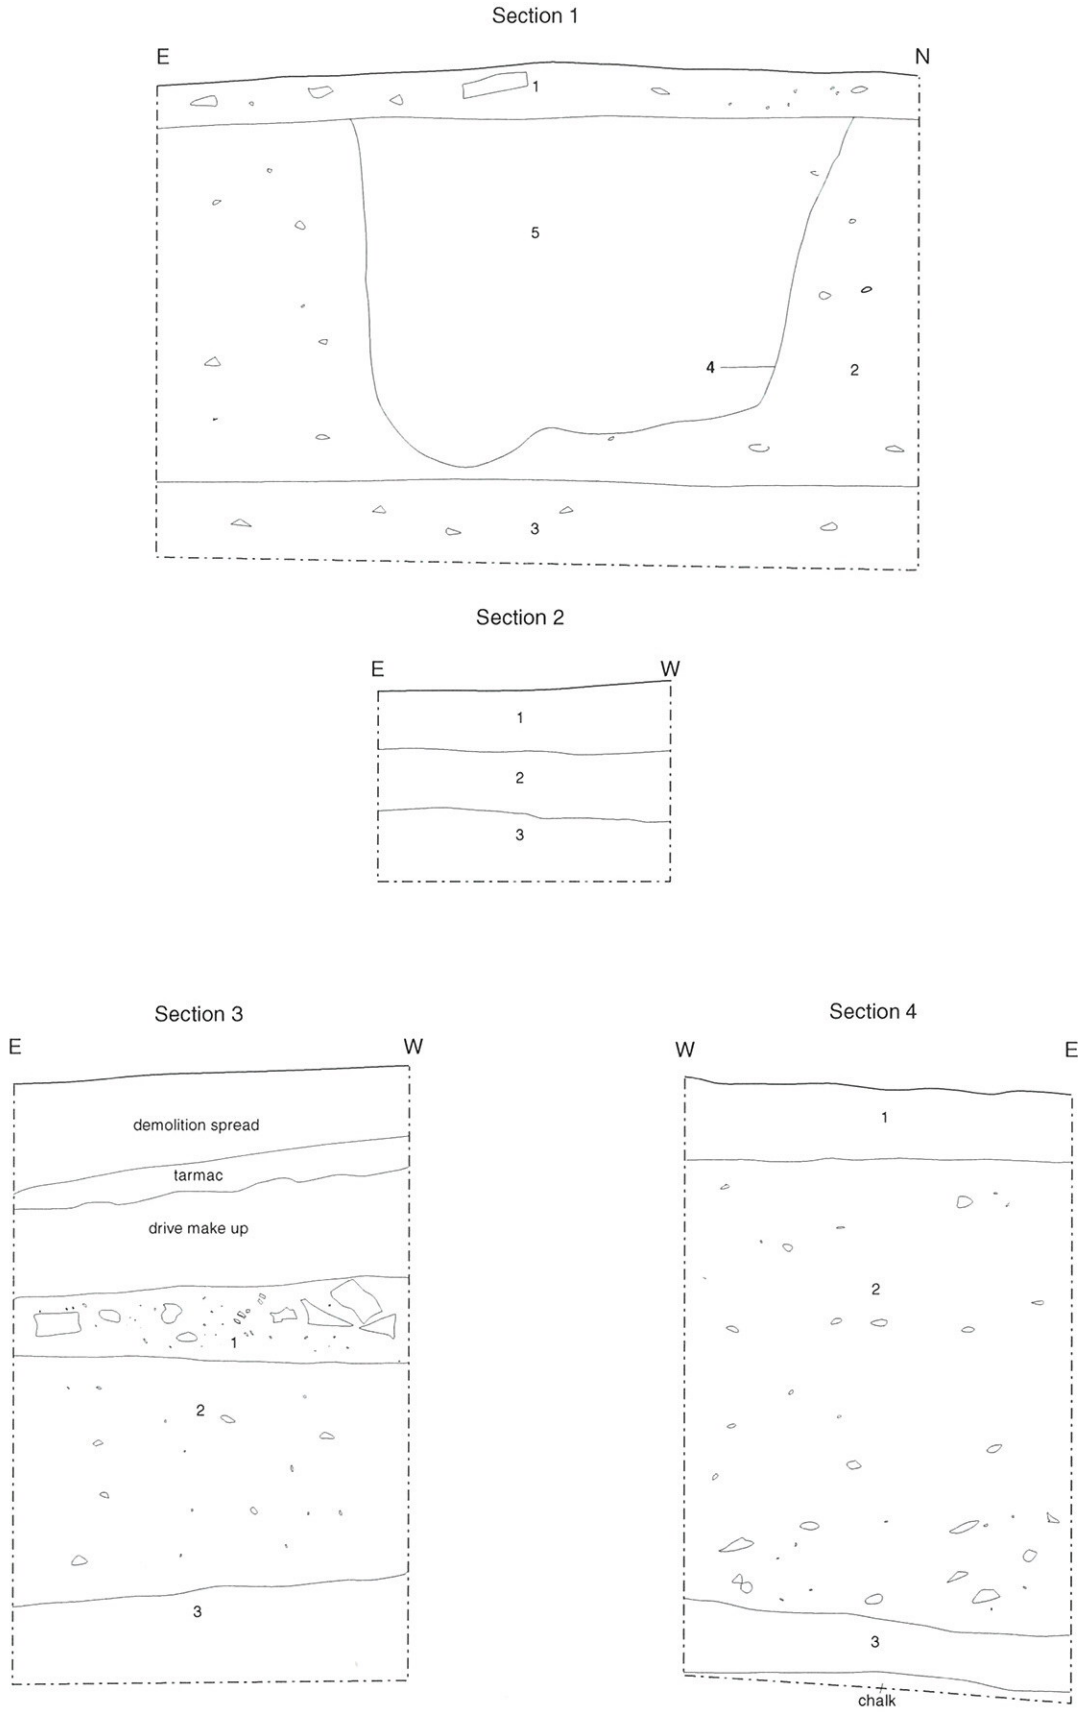 Section 1
E N
1
5
4
2
3
Section 2
E W
1
2
3
Section 3
E W
demolition spread
tarmac
drive make up
1
2
3
Section 4
W E
1
2
3
chalk